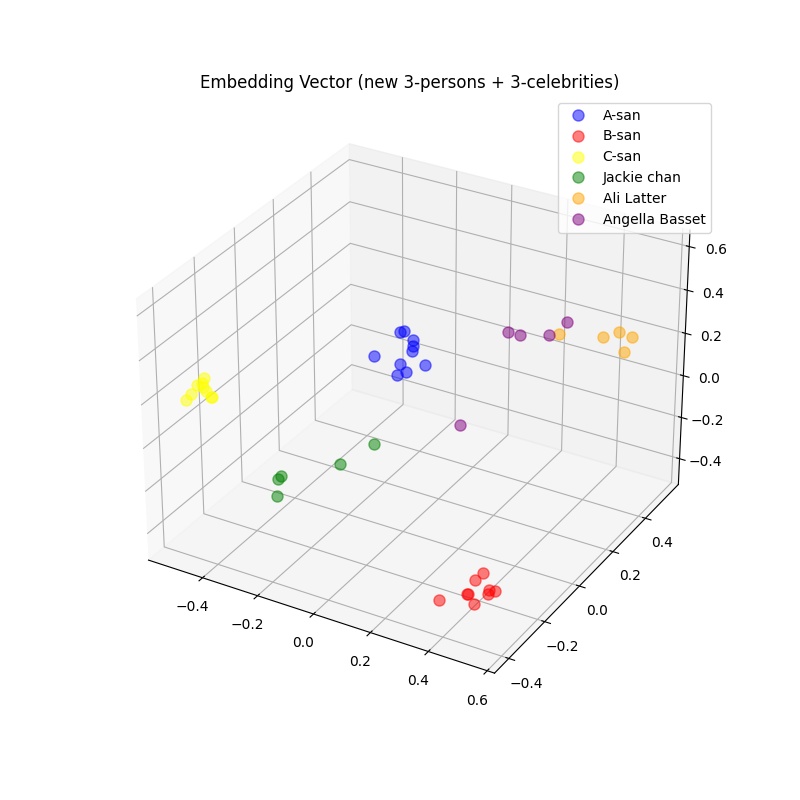 Embedding Vector (new 3-persons + 3-celebrities)
A-san
B-san
C-san
Jackie chan
Ali Latter
Angella Basset
0.6
0.4
0.2
0.0
−0.2
−0.4
0.4
0.2
0.0
−0.2
−0.4
−0.4
−0.2
0.0
0.2
0.4
0.6